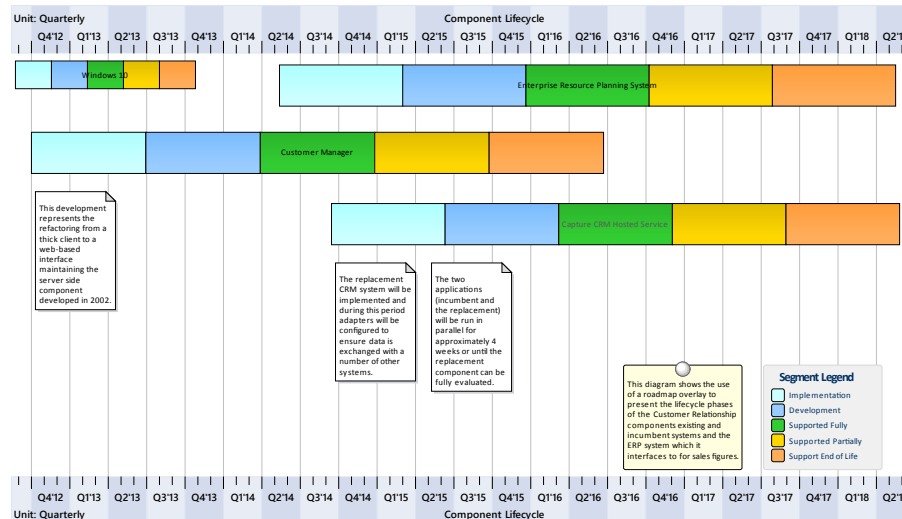 Unit: Quarterly Component Lifecycle
Q4'12 Q1'13 Q2'13 Q3'13 Q4'13 Q1'14 Q2'14 Q3'14 Q4'14 Q1'15 Q2'15 Q3'15 Q4'15 Q1'16 Q2'16 Q3'16 Q4'16 Q1'17 Q2'17 Q3'17 Q4'17 Q1'18 Q2'1
Windows 10
Enterprise Resource Planning System
Customer Manager
This development
represents the
refactoring from a
thick client to a
web-based
interface
maintaining the
server side
component
developed in 2002.
Capture CRM Hosted Service
The replacement
CRM system will be
implemented and
during this period
adapters will be
configured to
ensure data is
exchanged with a
number of other
systems.
The two
applications
(incumbent and
the replacement)
will be run in
parallel for
approximately 4
weeks or until the
replacement
component can be
fully evaluated.
This diagram shows the use
of a roadmap overlay to
present the lifecycle phases
of the Customer Relationship
components existing and
incumbent systems and the
ERP system which it
interfaces to for sales figures.
Segment Legend
Implementation
Development
Supported Fully
Supported Partially
Support End of Life
Q4'12 Q1'13 Q2'13 Q3'13 Q4'13 Q1'14 Q2'14 Q3'14 Q4'14 Q1'15 Q2'15 Q3'15 Q4'15 Q1'16 Q2'16 Q3'16 Q4'16 Q1'17 Q2'17 Q3'17 Q4'17 Q1'18 Q2'1
Unit: Quarterly Component Lifecycle